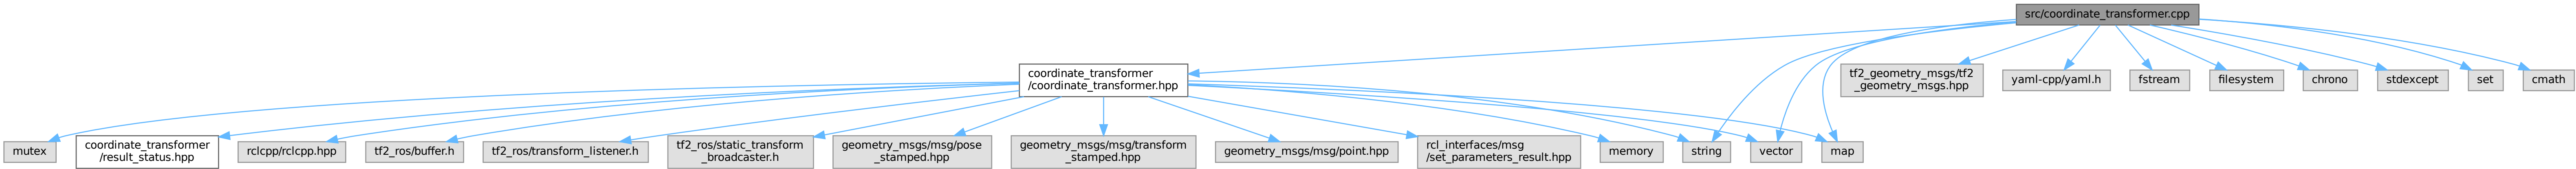 src/coordinate_transformer.cpp
coordinate_transformer
/coordinate_transformer.hpp
tf2_geometry_msgs/tf2
_geometry_msgs.hpp
yaml-cpp/yaml.h
fstream
filesystem
chrono
stdexcept
set
cmath
mutex
coordinate_transformer
/result_status.hpp
rclcpp/rclcpp.hpp
tf2_ros/buffer.h
tf2_ros/transform_listener.h
tf2_ros/static_transform
_broadcaster.h
geometry_msgs/msg/pose
_stamped.hpp
geometry_msgs/msg/transform
_stamped.hpp
geometry_msgs/msg/point.hpp
rcl_interfaces/msg
/set_parameters_result.hpp
memory
string
vector
map